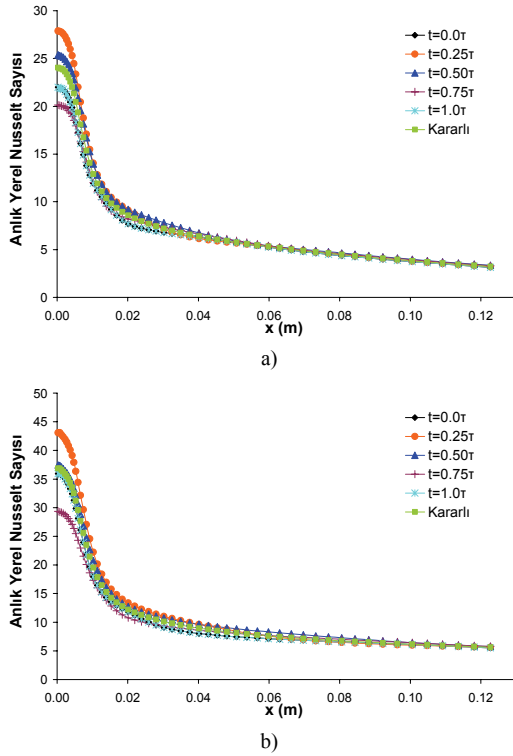 30
25
20
15
10
5
0
Anlık Yerel Nusselt Sayısı
t=0.0τ
t=0.25τ
t=0.50τ
t=0.75τ
t=1.0τ
Kararlı
0.00 0.02 0.04 0.06 0.08 0.10 0.12
x (m)
a)
50
45
40
35
30
25
20
15
10
5
0
Anlık Yerel Nusselt Sayısı
t=0.0τ
t=0.25τ
t=0.50τ
t=0.75τ
t=1.0τ
Kararlı
0.00 0.02 0.04 0.06 0.08 0.10 0.12
x (m)
b)